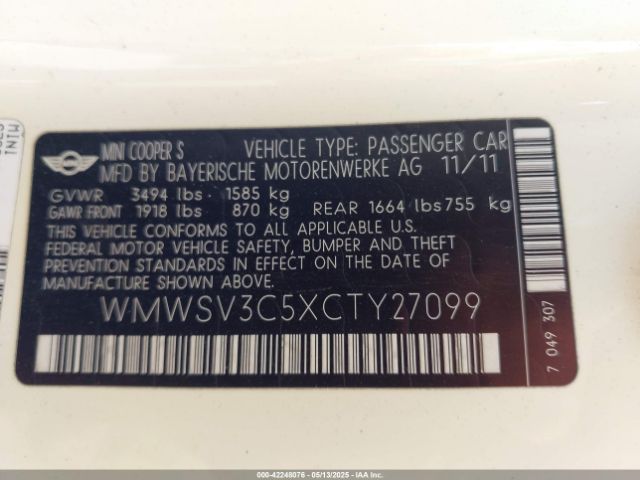 MINI COOPER S VEHICLE TYPE: PASSENGER CAR
MFD BY BAYERISCHE MOTORENWERKE AG 11/11
GVWR 3494 lbs 1585 kg
GAWR FRONT 1918 lbs 870 kg REAR 1664 lbs 755 kg
THIS VEHICLE CONFORMS TO ALL APPLICABLE U.S.
FEDERAL MOTOR VEHICLE SAFETY, BUMPER AND THEFT
PREVENTION STANDARDS IN EFFECT ON THE DATE OF
MANUFACTURE SHOWN ABOVE.
WMWSV3C5XCTY27099
7 049 307
MINI
000-42248076 - 05/13/2025 - IAA, Inc.